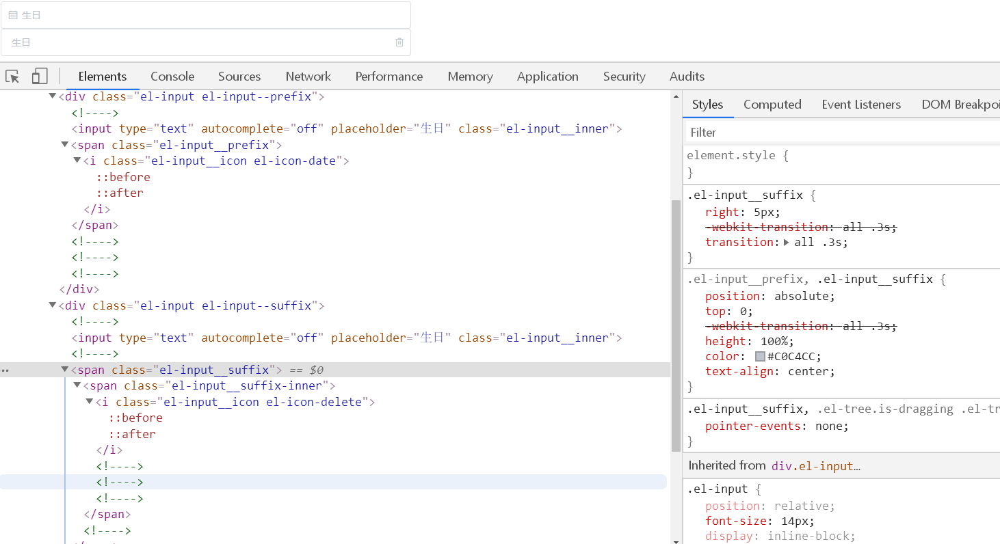 生日
生日
Elements Console Sources Network Performance Memory Application Security Audits
<div class="el-input el-input--prefix">
<!---->
<input type="text" autocomplete="off" placeholder="生日" class="el-input__inner">
<span class="el-input__prefix">
<i class="el-input__icon el-icon-date">
::before
::after
</i>
</span>
<!---->
<!---->
<!---->
</div>
<div class="el-input el-input--suffix">
<!---->
<input type="text" autocomplete="off" placeholder="生日" class="el-input__inner">
<!---->
<span class="el-input__suffix"> == $0
<span class="el-input__suffix-inner">
<i class="el-input__icon el-icon-delete">
::before
::after
</i>
<!---->
<!---->
<!---->
</span>
<!---->
Styles Computed Event Listeners DOM Breakpoi
Filter
element.style {
}
.el-input__suffix {
right: 5px;
-webkit-transition: all .3s;
transition: all .3s;
}
.el-input__prefix, .el-input__suffix {
position: absolute;
top: 0;
-webkit-transition: all .3s;
height: 100%;
color: #C0C4CC;
text-align: center;
}
.el-input__suffix, .el-tree.is-dragging .el-tr
pointer-events: none;
}
Inherited from div.el-input…
.el-input {
position: relative;
font-size: 14px;
display: inline-block;